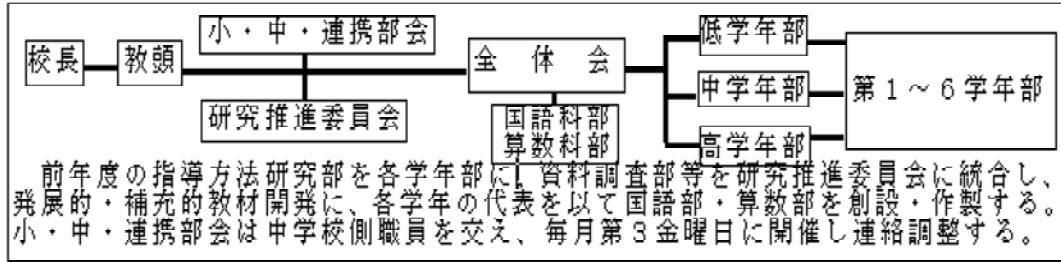 小・中・連携部会
低学年部
校長
教頭
全体会
中学年部
第1～6学年部
研究推進委員会
国語科部
算数科部
高学年部
前年度の指導方法研究部を各学年部に、資料調査部等を研究推進委員会に統合し、
発展的・補充的教材開発に、各学年の代表を以て国語部・算数部を創設・作製する。
小・中・連携部会は中学校側職員を交え、毎月第3金曜日に開催し連絡調整する。